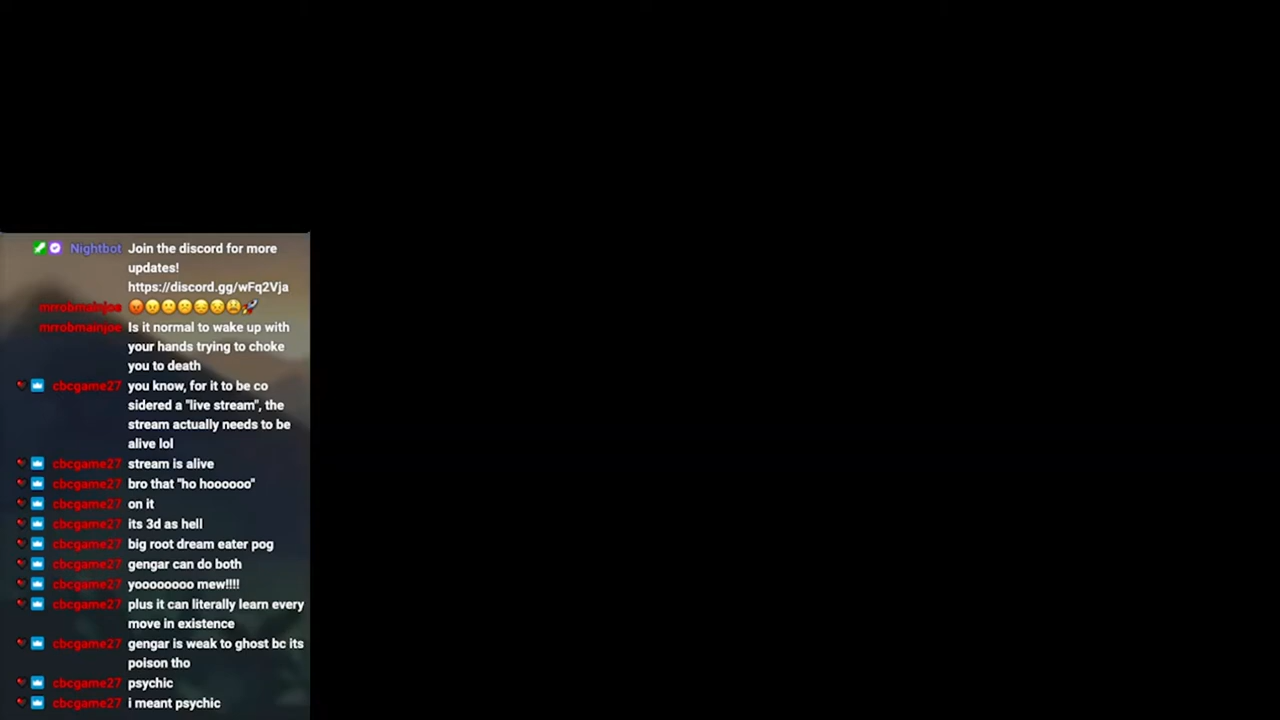 Nightbot Join the discord for more
updates!
https://discord.gg/wFq2Vja
mrrobmainjoe 😡😠🙁😕😔😣😫🚀
mrrobmainjoe Is it normal to wake up with
your hands trying to choke
you to death
cbcgame27 you know, for it to be co
sidered a "live stream", the
stream actually needs to be
alive lol
cbcgame27 stream is alive
cbcgame27 bro that "ho hoooooo"
cbcgame27 on it
cbcgame27 its 3d as hell
cbcgame27 big root dream eater pog
cbcgame27 gengar can do both
cbcgame27 yoooooooo mew!!!!
cbcgame27 plus it can literally learn every
move in existence
cbcgame27 gengar is weak to ghost bc its
poison tho
cbcgame27 psychic
cbcgame27 i meant psychic